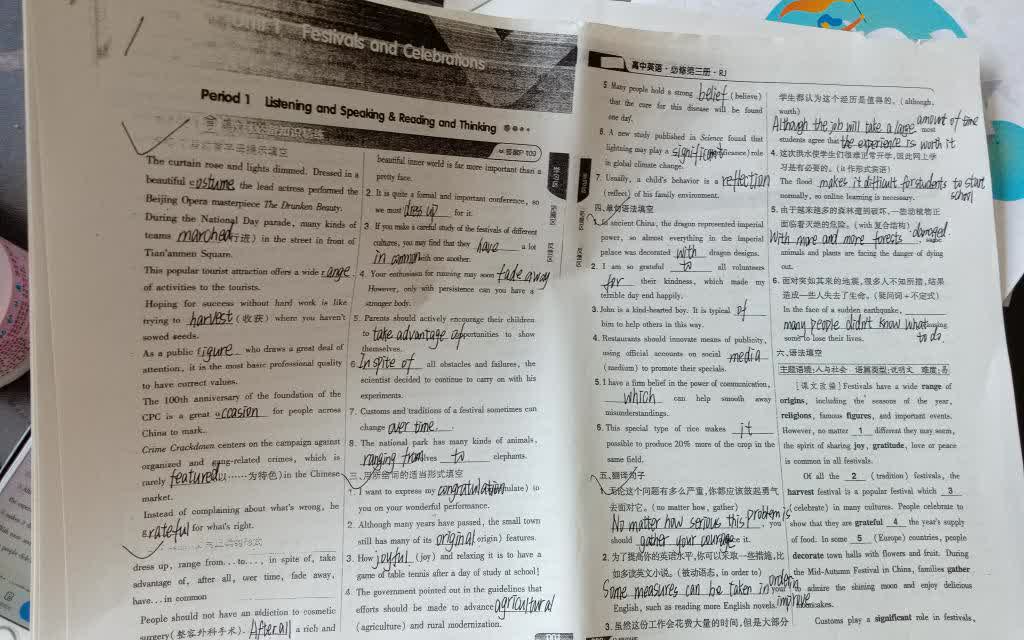 Festivals and Celebrations
Period 1 Listening and Speaking & Reading and Thinking
答案P109
The curtain rose and lights dimmed. Dressed in a
beautiful costume the lead actress performed the
Beijing Opera masterpiece The Drunken Beauty.
During the National Day parade, many kinds of
teams marched(行进) in the street in front of
Tian'anmen Square.
This popular tourist attraction offers a wide range
of activities to the tourists.
Hoping for success without hard work is like
trying to harvest (收获) where you haven't
sowed seeds.
As a public figure who draws a great deal of
attention, it is the most basic professional quality
to have correct values.
The 100th anniversary of the foundation of the
CPC is a great occasion for people across
China to mark.
Crime Crackdown centers on the campaign against
organized and gang-related crimes, which is
rarely featured(以……为特色) in the Chinese
market.
Instead of complaining about what's wrong, be
grateful for what's right.
dress up, range from...to..., in spite of, take
advantage of, after all, over time, fade away,
have...in common
People should not have an addiction to cosmetic
surgery(整容外科手术). After all a rich and
beautiful inner world is far more important than a
pretty face.
2. It is quite a formal and important conference, so
we must dress up for it.
3. If you make a careful study of the festivals of different
cultures, you may find that they have a lot
in common with one another.
4. Your enthusiasm for running may soon fade away
However, only with persistence can you have a
stronger body.
5. Parents should actively encourage their children
to take advantage of opportunities to show
themselves.
6. In spite of all obstacles and failures, the
scientist decided to continue to carry on with his
experiments.
7. Customs and traditions of a festival sometimes can
change over time.
8. The national park has many kinds of animals,
ranging from to elephants.
三、用所给词的适当形式填空
1. I want to express my congratulation to
you on your wonderful performance.
2. Although many years have passed, the small town
still has many of its original (origin) features.
3. How joyful (joy) and relaxing it is to have a
game of table tennis after a day of study at school!
4. The government pointed out in the guidelines that
efforts should be made to advance agricultural
(agriculture) and rural modernization.
高中英语·必修第三册·RJ
5. Many people hold a strong belief (believe)
that the cure for this disease will be found
one day.
6. A new study published in Science found that
lightning may play a significant role
in global climate change.
7. Usually, a child's behavior is a reflection
(reflect) of his family environment.
四、单句语法填空
1. In ancient China, the dragon represented imperial
power, so almost everything in the imperial
palace was decorated with dragon designs.
2. I am so grateful to all volunteers
for their kindness, which made my
terrible day end happily.
3. John is a kind-hearted boy. It is typical of
him to help others in this way.
4. Restaurants should innovate means of publicity,
using official accounts on social media
(medium) to promote their specials.
5. I have a firm belief in the power of communication,
which can help smooth away
misunderstandings.
6. This special type of rice makes it
possible to produce 20% more of the crop in the
same field.
五、翻译句子
1. 无论这个问题有多么严重,你都应该鼓起勇气
去面对它。(no matter how, gather)
No matter how serious this problem is, you
should gather your courage it.
2. 为了提高你的英语水平,你可以采取一些措施,比
如多读英文小说。(被动语态, in order to)
Some measures can be taken in order to improve
English, such as reading more English novels.
3. 虽然这份工作会花费大量的时间,但是大部分
学生都认为这个经历是值得的。(although,
worth)
Although the job will take a large amount of time most
students agree that the experience is worth it
4. 这次洪水使学生们很难正常开学,因此网上学
习是有必要的。(it作形式宾语)
The flood makes it difficult for students to start school
normally, so online learning is necessary.
5. 由于越来越多的森林遭到破坏,一些动植物正
面临着灭绝的危险。(with复合结构)
With more and more forests damaged, some
animals and plants are facing the danger of dying
out.
6. 面对突如其来的地震,很多人不知所措,结果
造成一些人失去了生命。(疑问词+不定式)
In the face of a sudden earthquake,
many people didn't know what to do
some to lose their lives.
六、语法填空
主题语境:人与社会 语篇类型:说明文 难度:易
[课文改编] Festivals have a wide range of
origins, including the seasons of the year,
religions, famous figures, and important events.
However, no matter 1 different they may seem,
the spirit of sharing joy, gratitude, love or peace
is common in all festivals.
Of all the 2 (tradition) festivals, the
harvest festival is a popular festival which 3
(celebrate) in many cultures. People celebrate to
show that they are grateful 4 the year's supply
of food. In some 5 (Europe) countries, people
decorate town halls with flowers and fruit. During
the Mid-Autumn Festival in China, families gather
to admire the shining moon and enjoy delicious
mooncakes.
Customs play a significant role in festivals,